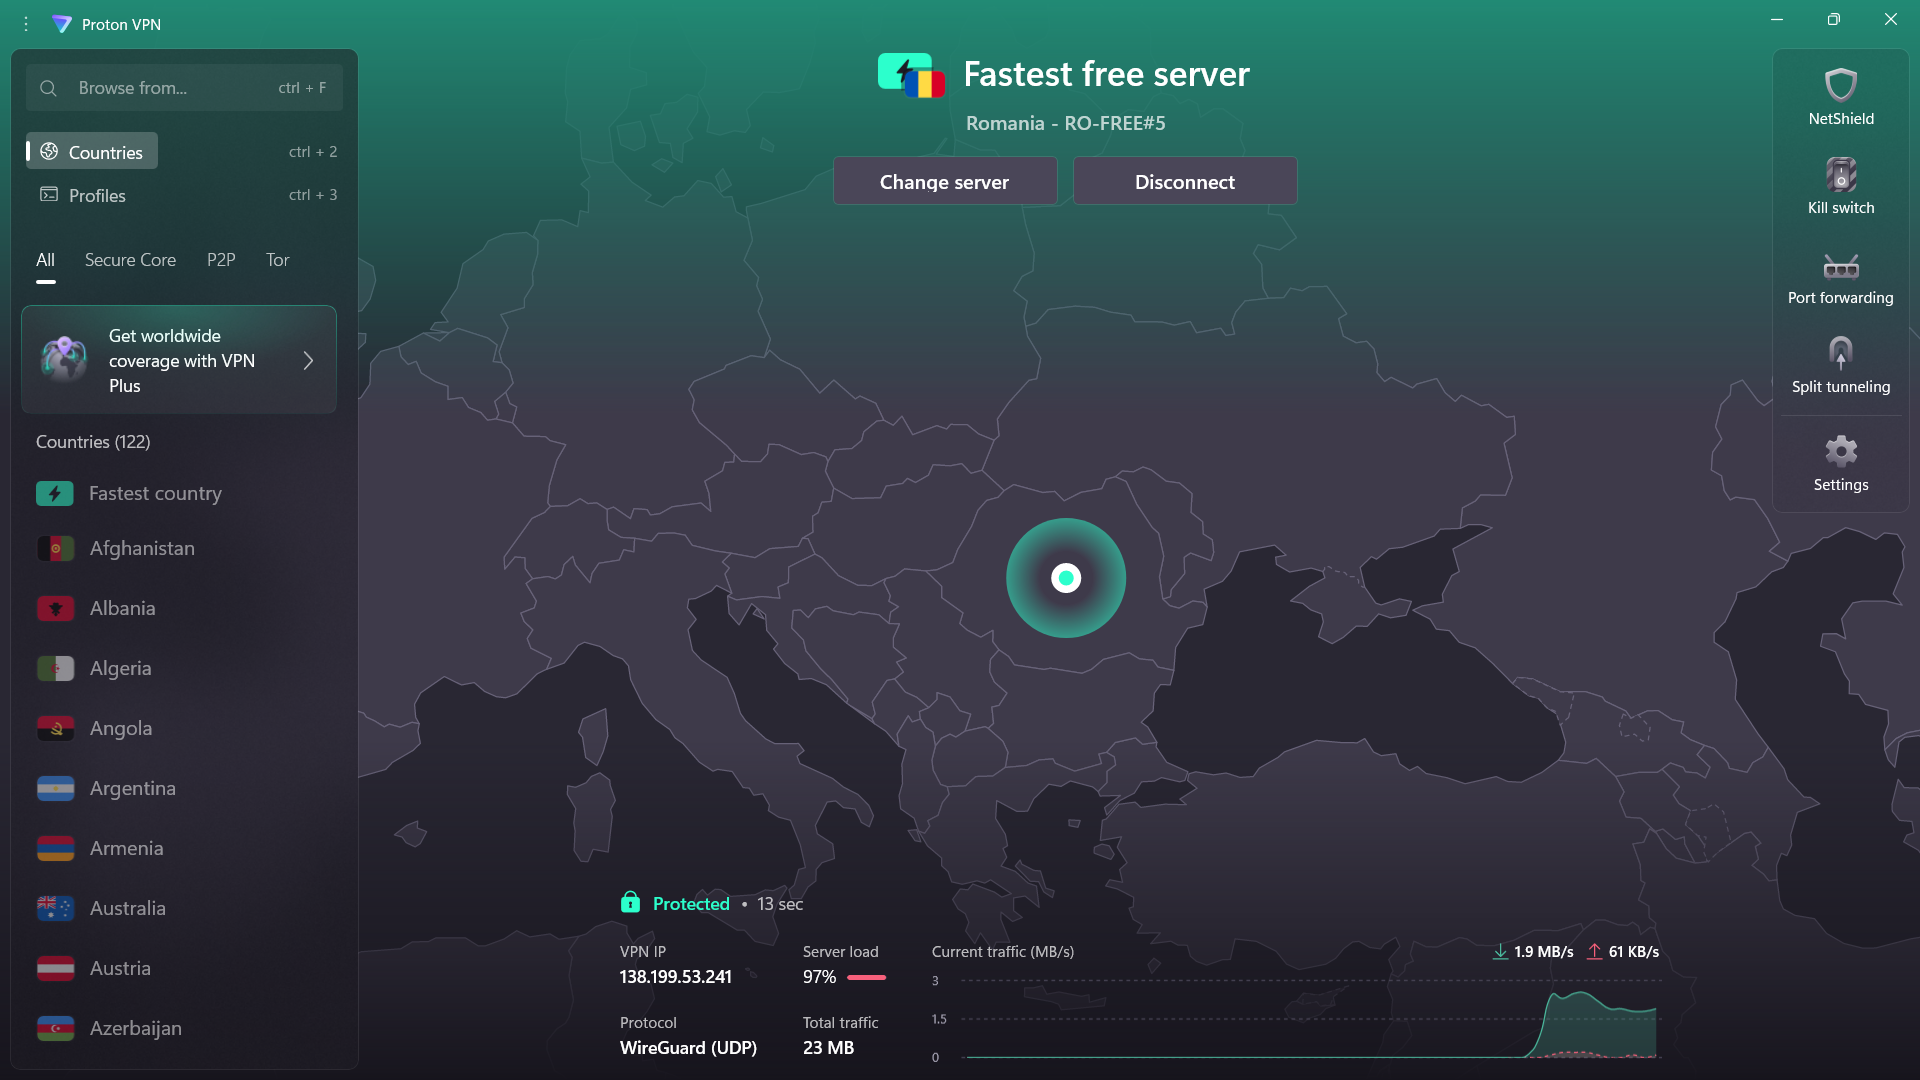 Proton VPN
Browse from...
ctrl + F
Countries
ctrl + 2
Profiles
ctrl + 3
All
Secure Core
P2P
Tor
Get worldwide
coverage with VPN
Plus
Countries (122)
Fastest country
Afghanistan
Albania
Algeria
Angola
Argentina
Armenia
Australia
Austria
Azerbaijan
Fastest free server
Romania - RO-FREE#5
Change server
Disconnect
NetShield
Kill switch
Port forwarding
Split tunneling
Settings
Protected • 13 sec
VPN IP
138.199.53.241
Server load
97%
Protocol
WireGuard (UDP)
Total traffic
23 MB
Current traffic (MB/s)
1.9 MB/s
61 KB/s
3
1.5
0